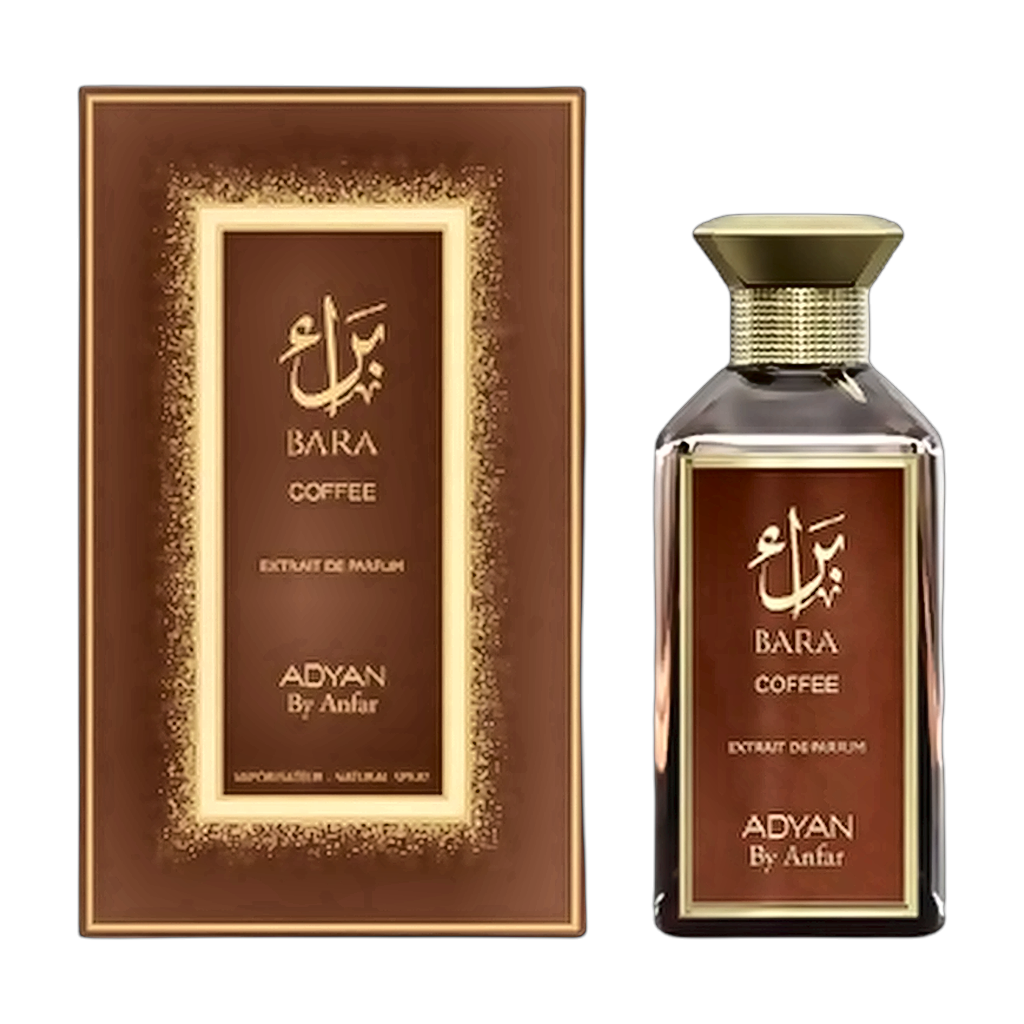 براء
BARA
COFFEE
EXTRAIT DE PARFUM
ADYAN
By Anfar
VAPORISATEUR . NATURAL SPRAY
براء
BARA
COFFEE
EXTRAIT DE PARFUM
ADYAN
By Anfar